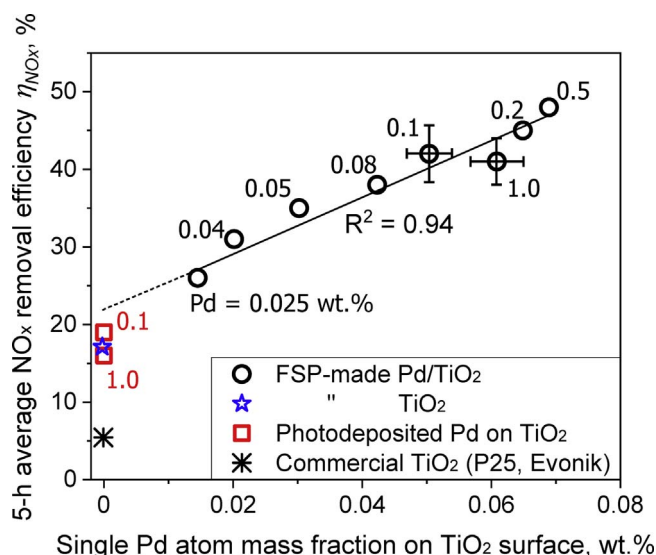 5-h average NOx removal efficiency ηNOx, %
50
40
30
20
10
0
0.5
0.2
0.1
0.08
1.0
0.05
R² = 0.94
0.04
Pd = 0.025 wt.%
0.1
1.0
FSP-made Pd/TiO₂
" TiO₂
Photodeposited Pd on TiO₂
Commercial TiO₂ (P25, Evonik)
0 0.02 0.04 0.06 0.08
Single Pd atom mass fraction on TiO₂ surface, wt.%